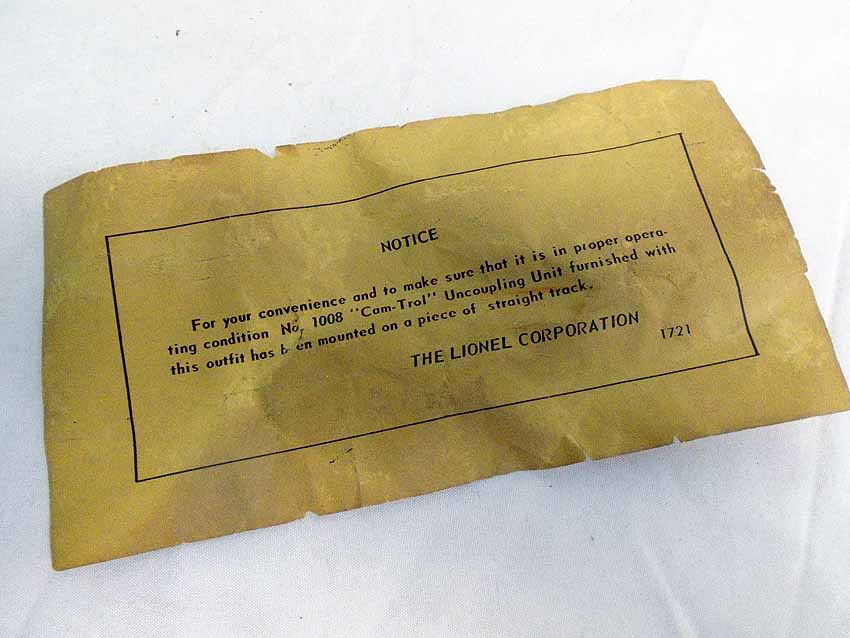 NOTICE
For your convenience and to make sure that it is in proper opera-
ting condition No. 1008 "Cam-Trol" Uncoupling Unit furnished with
this outfit has been mounted on a piece of straight track.
THE LIONEL CORPORATION
1721